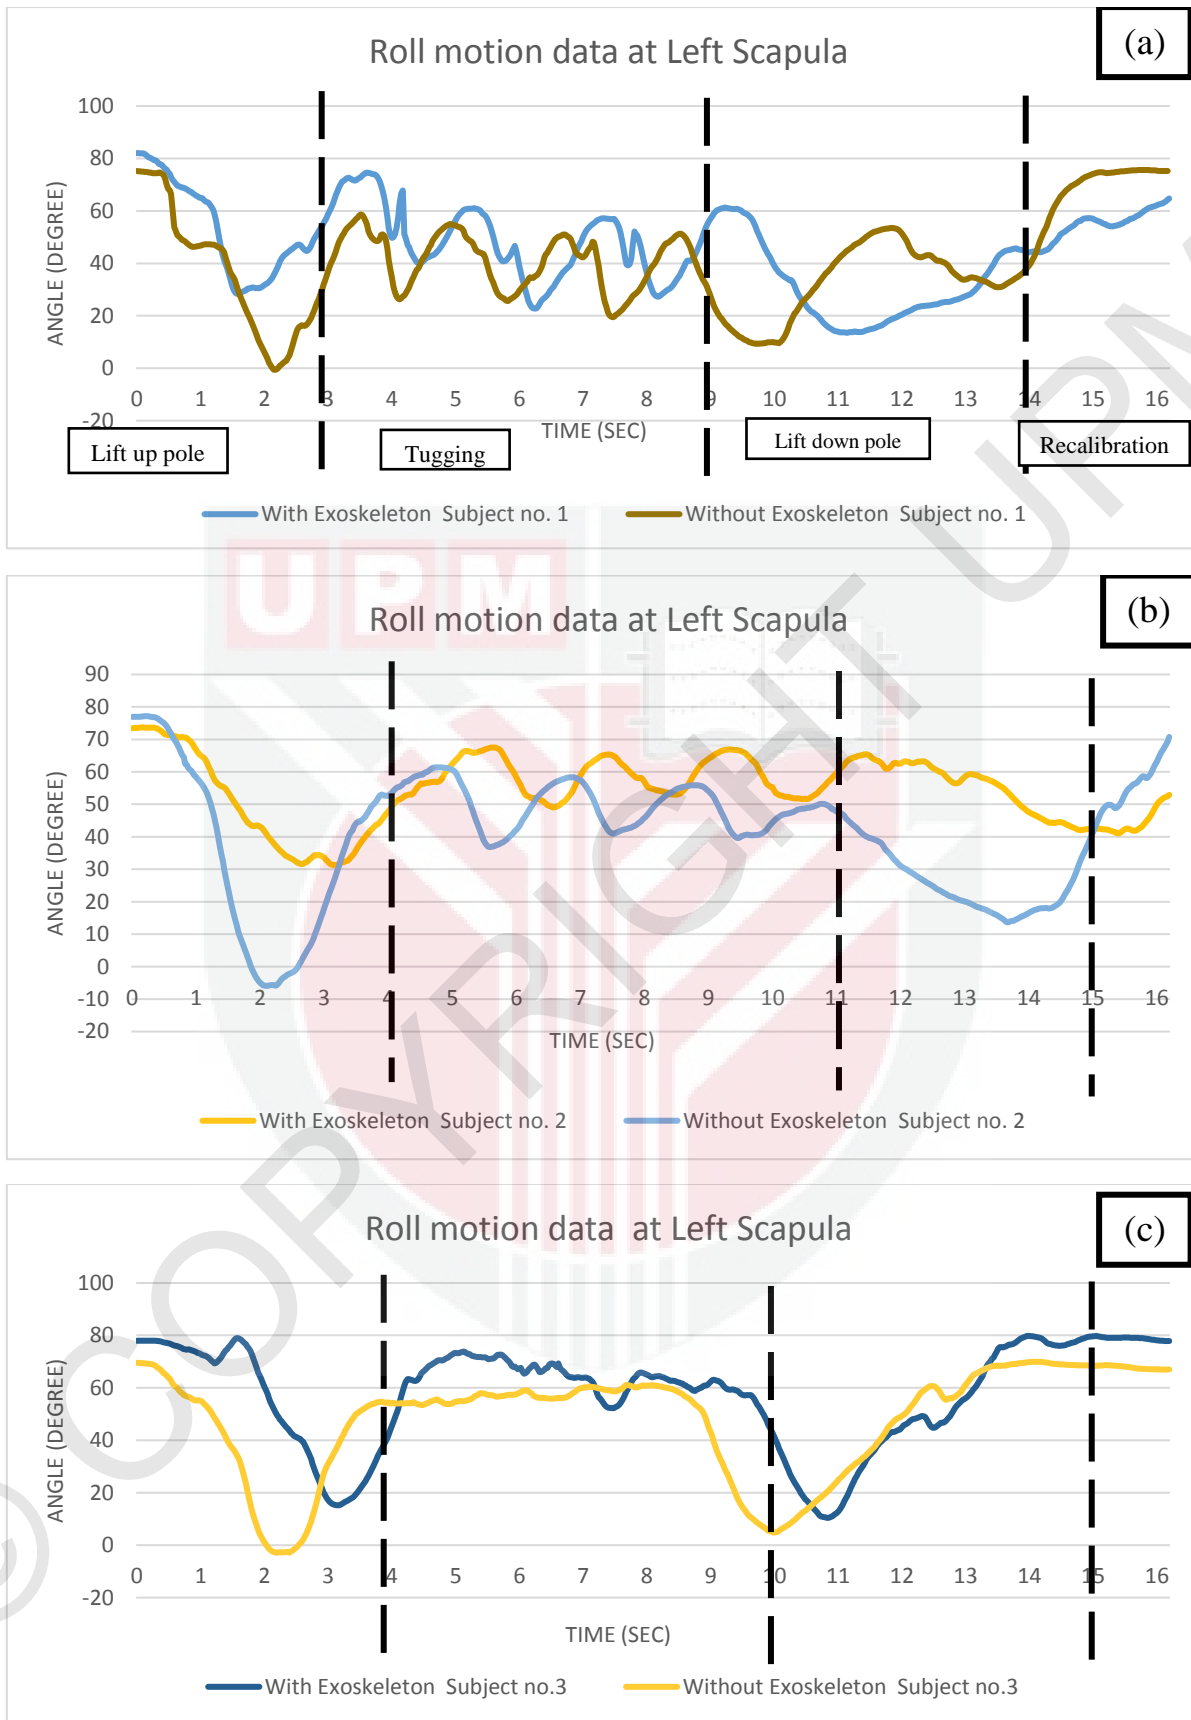 (a)
Roll motion data at Left Scapula
100
80
60
40
20
0
-20
ANGLE (DEGREE)
0 1 2 3 4 5 6 7 8 9 10 11 12 13 14 15 16
TIME (SEC)
Lift up pole
Tugging
Lift down pole
Recalibration
With Exoskeleton Subject no. 1
Without Exoskeleton Subject no. 1
UPM
(b)
Roll motion data at Left Scapula
90
80
70
60
50
40
30
20
10
0
-10
-20
ANGLE (DEGREE)
0 1 2 3 4 5 6 7 8 9 10 11 12 13 14 15 16
TIME (SEC)
With Exoskeleton Subject no. 2
Without Exoskeleton Subject no. 2
(c)
Roll motion data at Left Scapula
100
80
60
40
20
0
-20
ANGLE (DEGREE)
0 1 2 3 4 5 6 7 8 9 10 11 12 13 14 15 16
TIME (SEC)
With Exoskeleton Subject no.3
Without Exoskeleton Subject no.3
© COPYRIGHT UPM